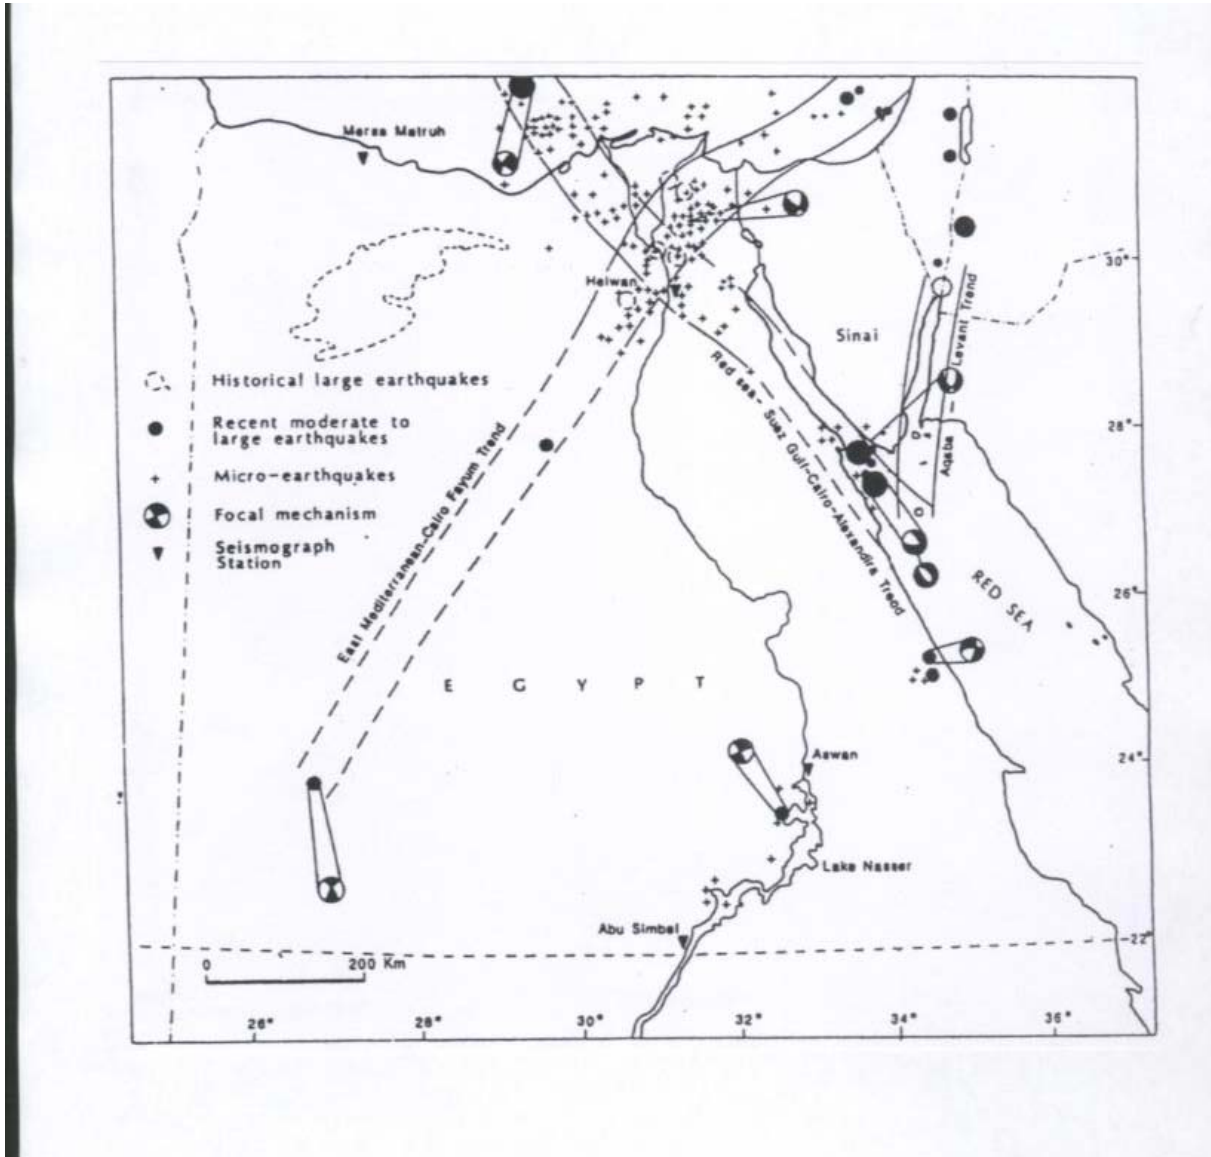 Mersa Matruh
30°
Helwan
Sinai
Levant Trend
Historical large earthquakes
Recent moderate to
large earthquakes
Micro-earthquakes
Focal mechanism
Seismograph
Station
Red sea- Suez Gulf-Cairo-Alexandira Treod
28°
Aqaba
East Mediterranean-Cairo Fayum Trend
26°
RED SEA
E G Y P T
Aswan
24°
Lake Nasser
Abu Simbel
22°
0 200 Km
26° 28° 30° 32° 34° 36°